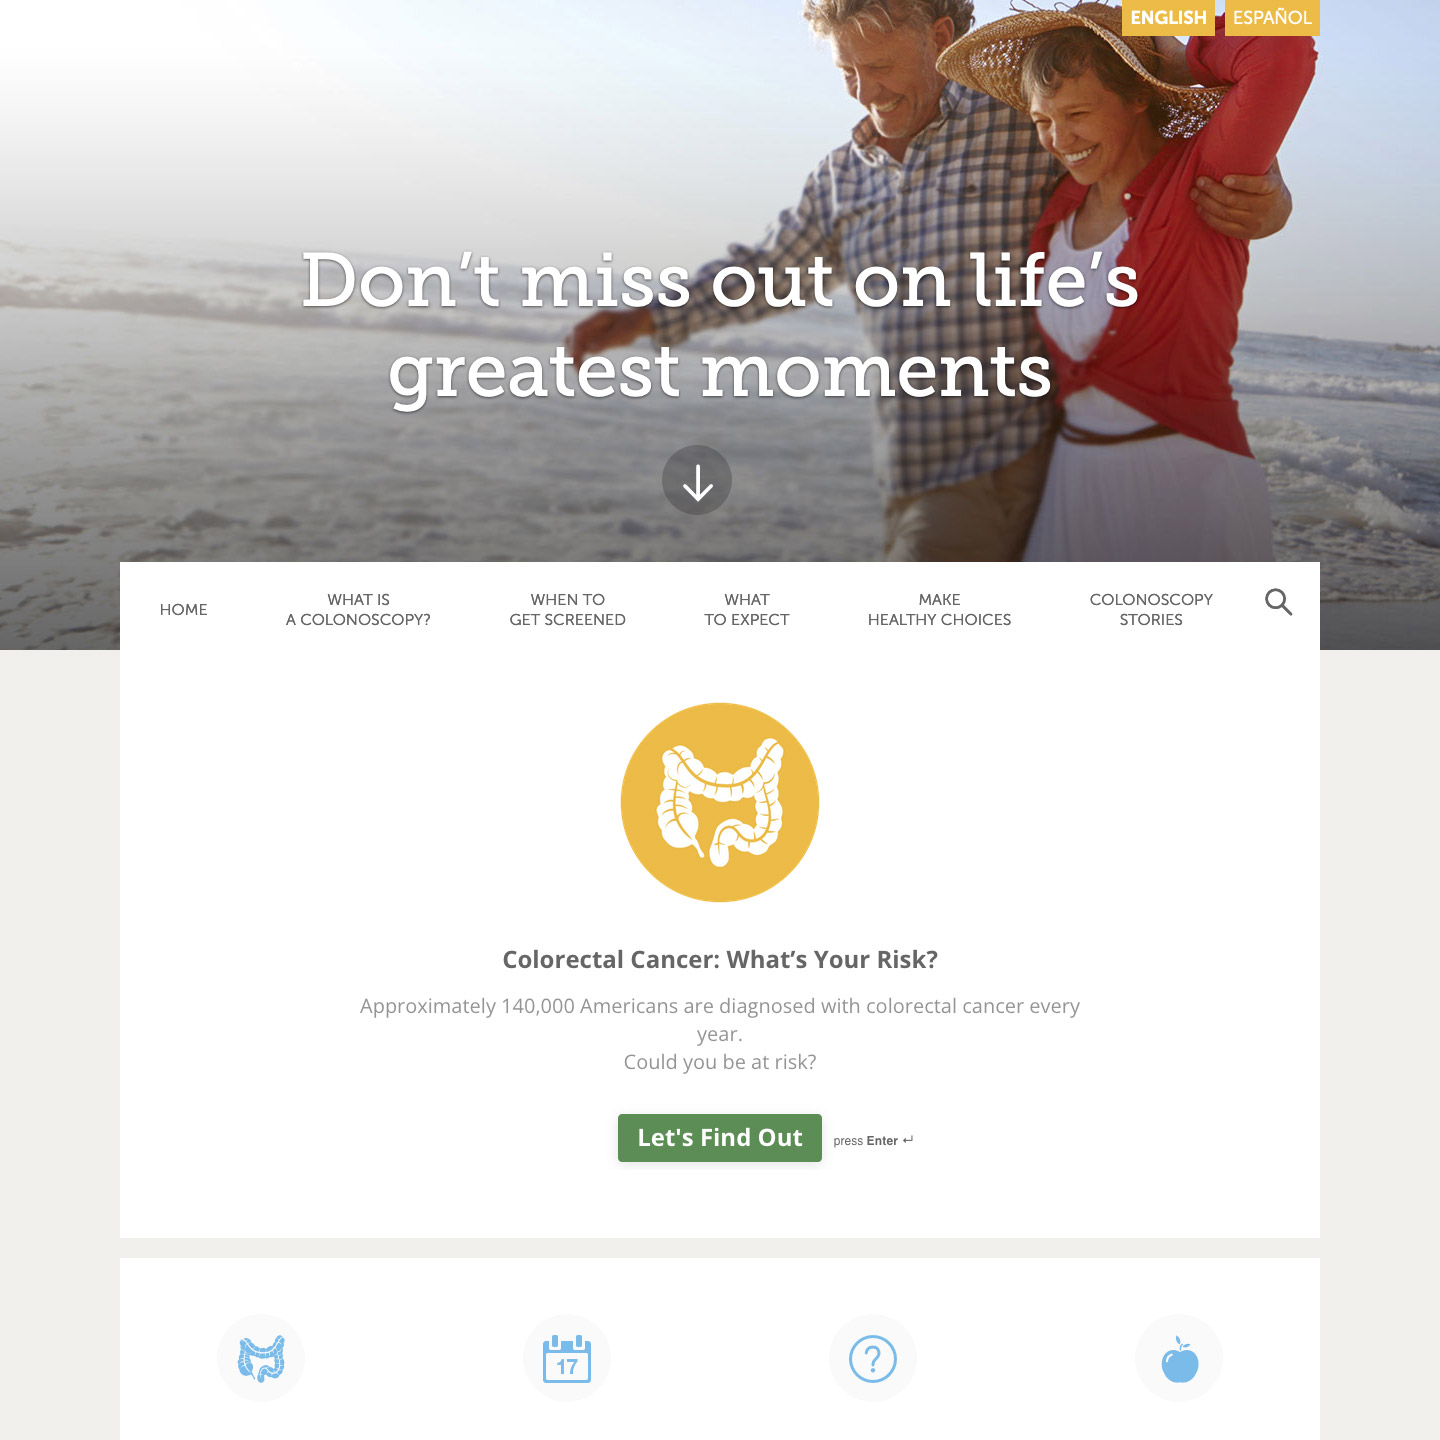 ENGLISH
ESPAÑOL
Don’t miss out on life’s
greatest moments
HOME
WHAT IS
A COLONOSCOPY?
WHEN TO
GET SCREENED
WHAT
TO EXPECT
MAKE
HEALTHY CHOICES
COLONOSCOPY
STORIES
Colorectal Cancer: What’s Your Risk?
Approximately 140,000 Americans are diagnosed with colorectal cancer every
year.
Could you be at risk?
Let's Find Out
press Enter ↵
17
?